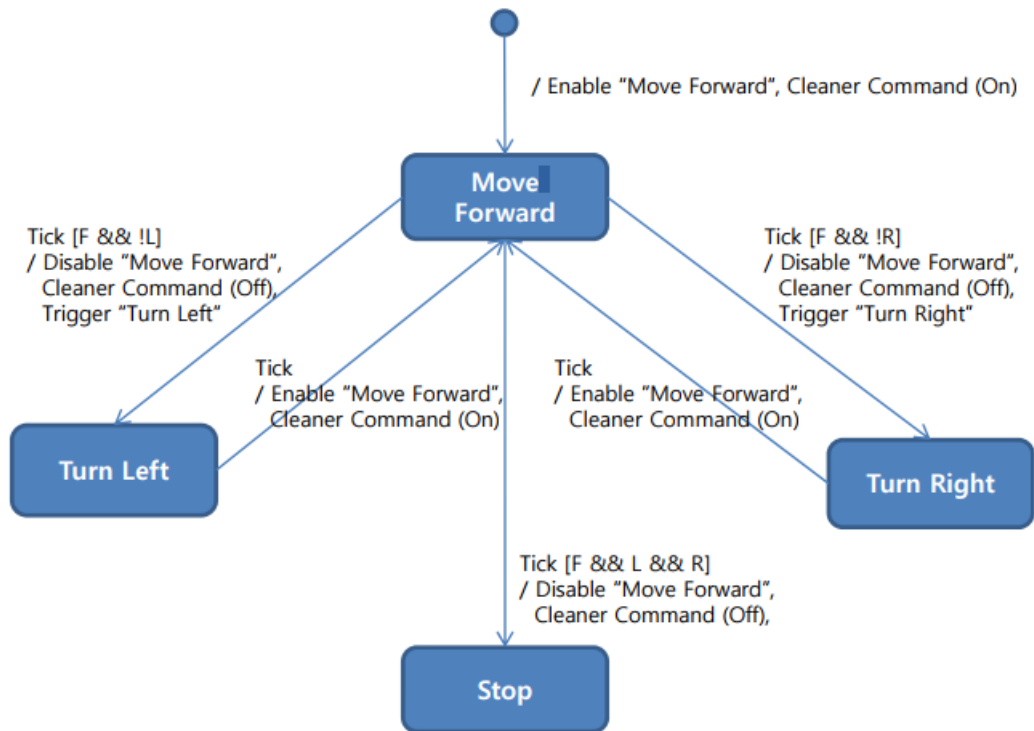 / Enable “Move Forward”, Cleaner Command (On)
Move
Forward
Tick [F && !L]
/ Disable “Move Forward”,
Cleaner Command (Off),
Trigger “Turn Left”
Tick [F && !R]
/ Disable “Move Forward”,
Cleaner Command (Off),
Trigger “Turn Right”
Tick
/ Enable “Move Forward”,
Cleaner Command (On)
Tick
/ Enable “Move Forward”,
Cleaner Command (On)
Turn Left
Turn Right
Tick [F && L && R]
/ Disable “Move Forward”,
Cleaner Command (Off),
Stop